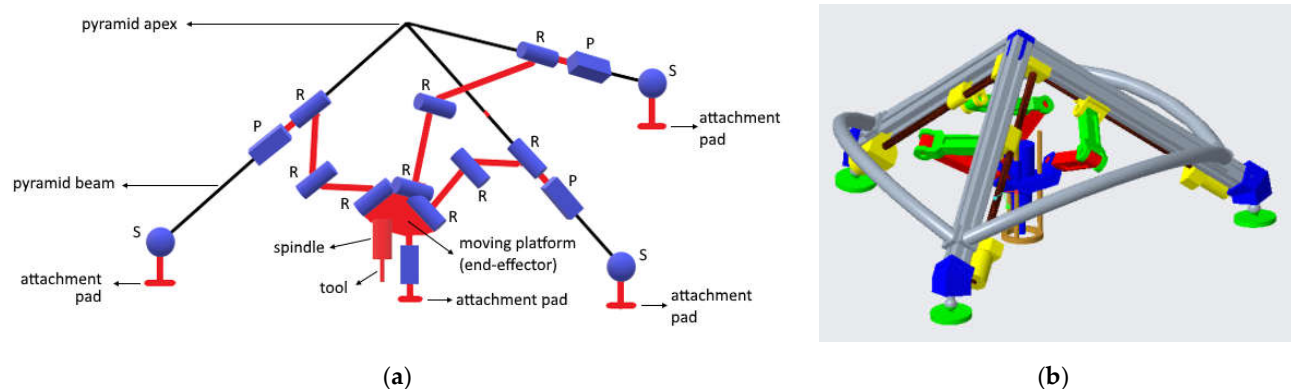 pyramid apex
R
P
S
attachment
pad
R
P
R
R
P
R
R
R
R
R
pyramid beam
S
S
spindle
tool
moving platform
(end-effector)
attachment
pad
attachment pad
attachment
pad
(a)
(b)